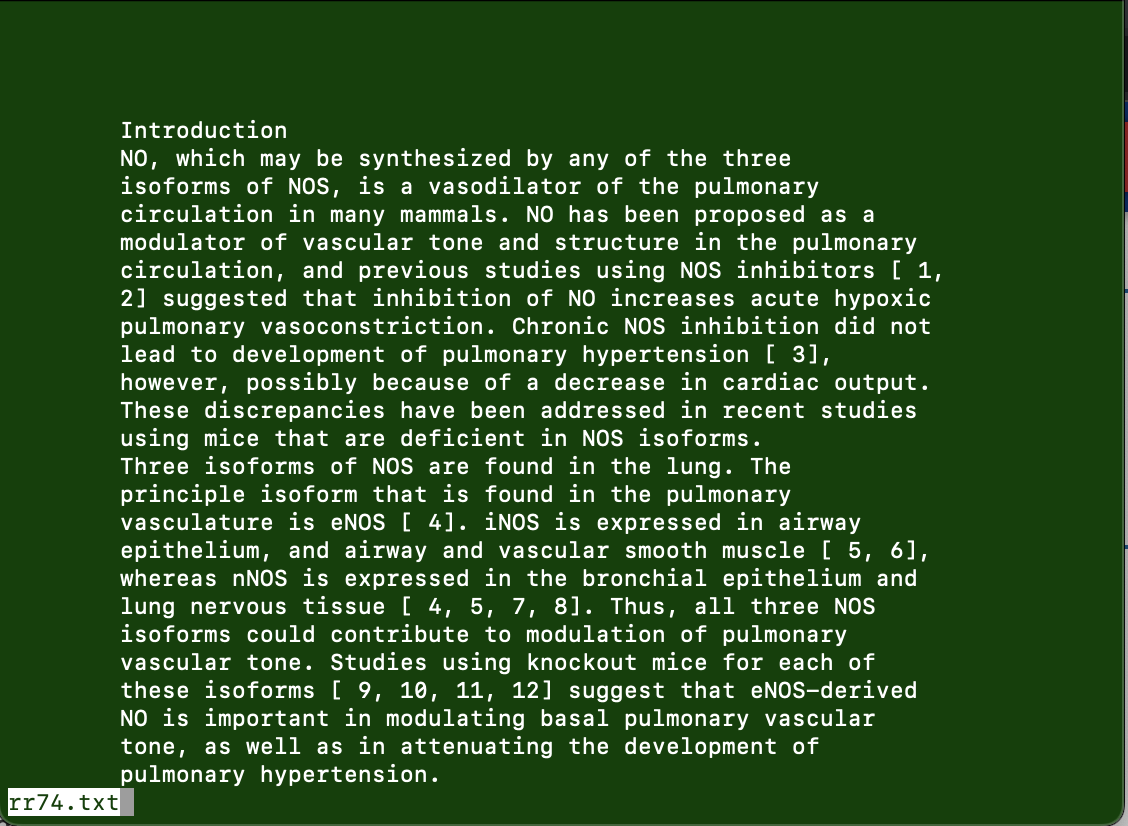 Introduction
NO, which may be synthesized by any of the three
isoforms of NOS, is a vasodilator of the pulmonary
circulation in many mammals. NO has been proposed as a
modulator of vascular tone and structure in the pulmonary
circulation, and previous studies using NOS inhibitors [ 1,
2] suggested that inhibition of NO increases acute hypoxic
pulmonary vasoconstriction. Chronic NOS inhibition did not
lead to development of pulmonary hypertension [ 3],
however, possibly because of a decrease in cardiac output.
These discrepancies have been addressed in recent studies
using mice that are deficient in NOS isoforms.
Three isoforms of NOS are found in the lung. The
principle isoform that is found in the pulmonary
vasculature is eNOS [ 4]. iNOS is expressed in airway
epithelium, and airway and vascular smooth muscle [ 5, 6],
whereas nNOS is expressed in the bronchial epithelium and
lung nervous tissue [ 4, 5, 7, 8]. Thus, all three NOS
isoforms could contribute to modulation of pulmonary
vascular tone. Studies using knockout mice for each of
these isoforms [ 9, 10, 11, 12] suggest that eNOS-derived
NO is important in modulating basal pulmonary vascular
tone, as well as in attenuating the development of
pulmonary hypertension.
rr74.txt